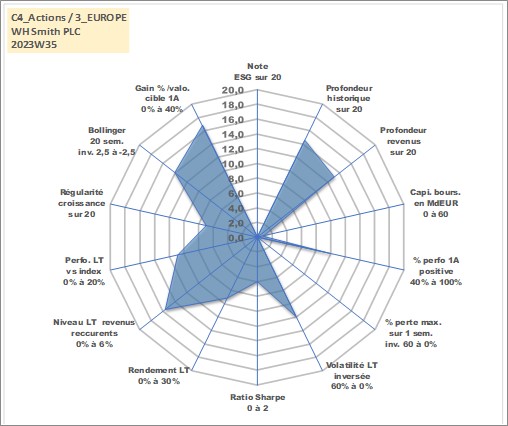 C4_Actions / 3_EUROPE
WH Smith PLC
2023W35
Note
ESG sur 20
Profondeur
historique
sur 20
Profondeur
revenus
sur 20
Capi. bours.
en MdEUR
0 à 60
% perfo 1A
positive
40% à 100%
% perte max.
sur 1 sem.
inv. 60 à 0%
Volatilité LT
inversée
60% à 0%
Ratio Sharpe
0 à 2
Rendement LT
0% à 30%
Niveau LT revenus
reccurents
0% à 6%
Perfo. LT
vs index
0% à 20%
Régularité
croissance
sur 20
Bollinger
20 sem.
inv. 2,5 à -2,5
Gain % /valo.
cible 1A
0% à 40%
20,0
18,0
16,0
14,0
12,0
10,0
8,0
6,0
4,0
2,0
0,0